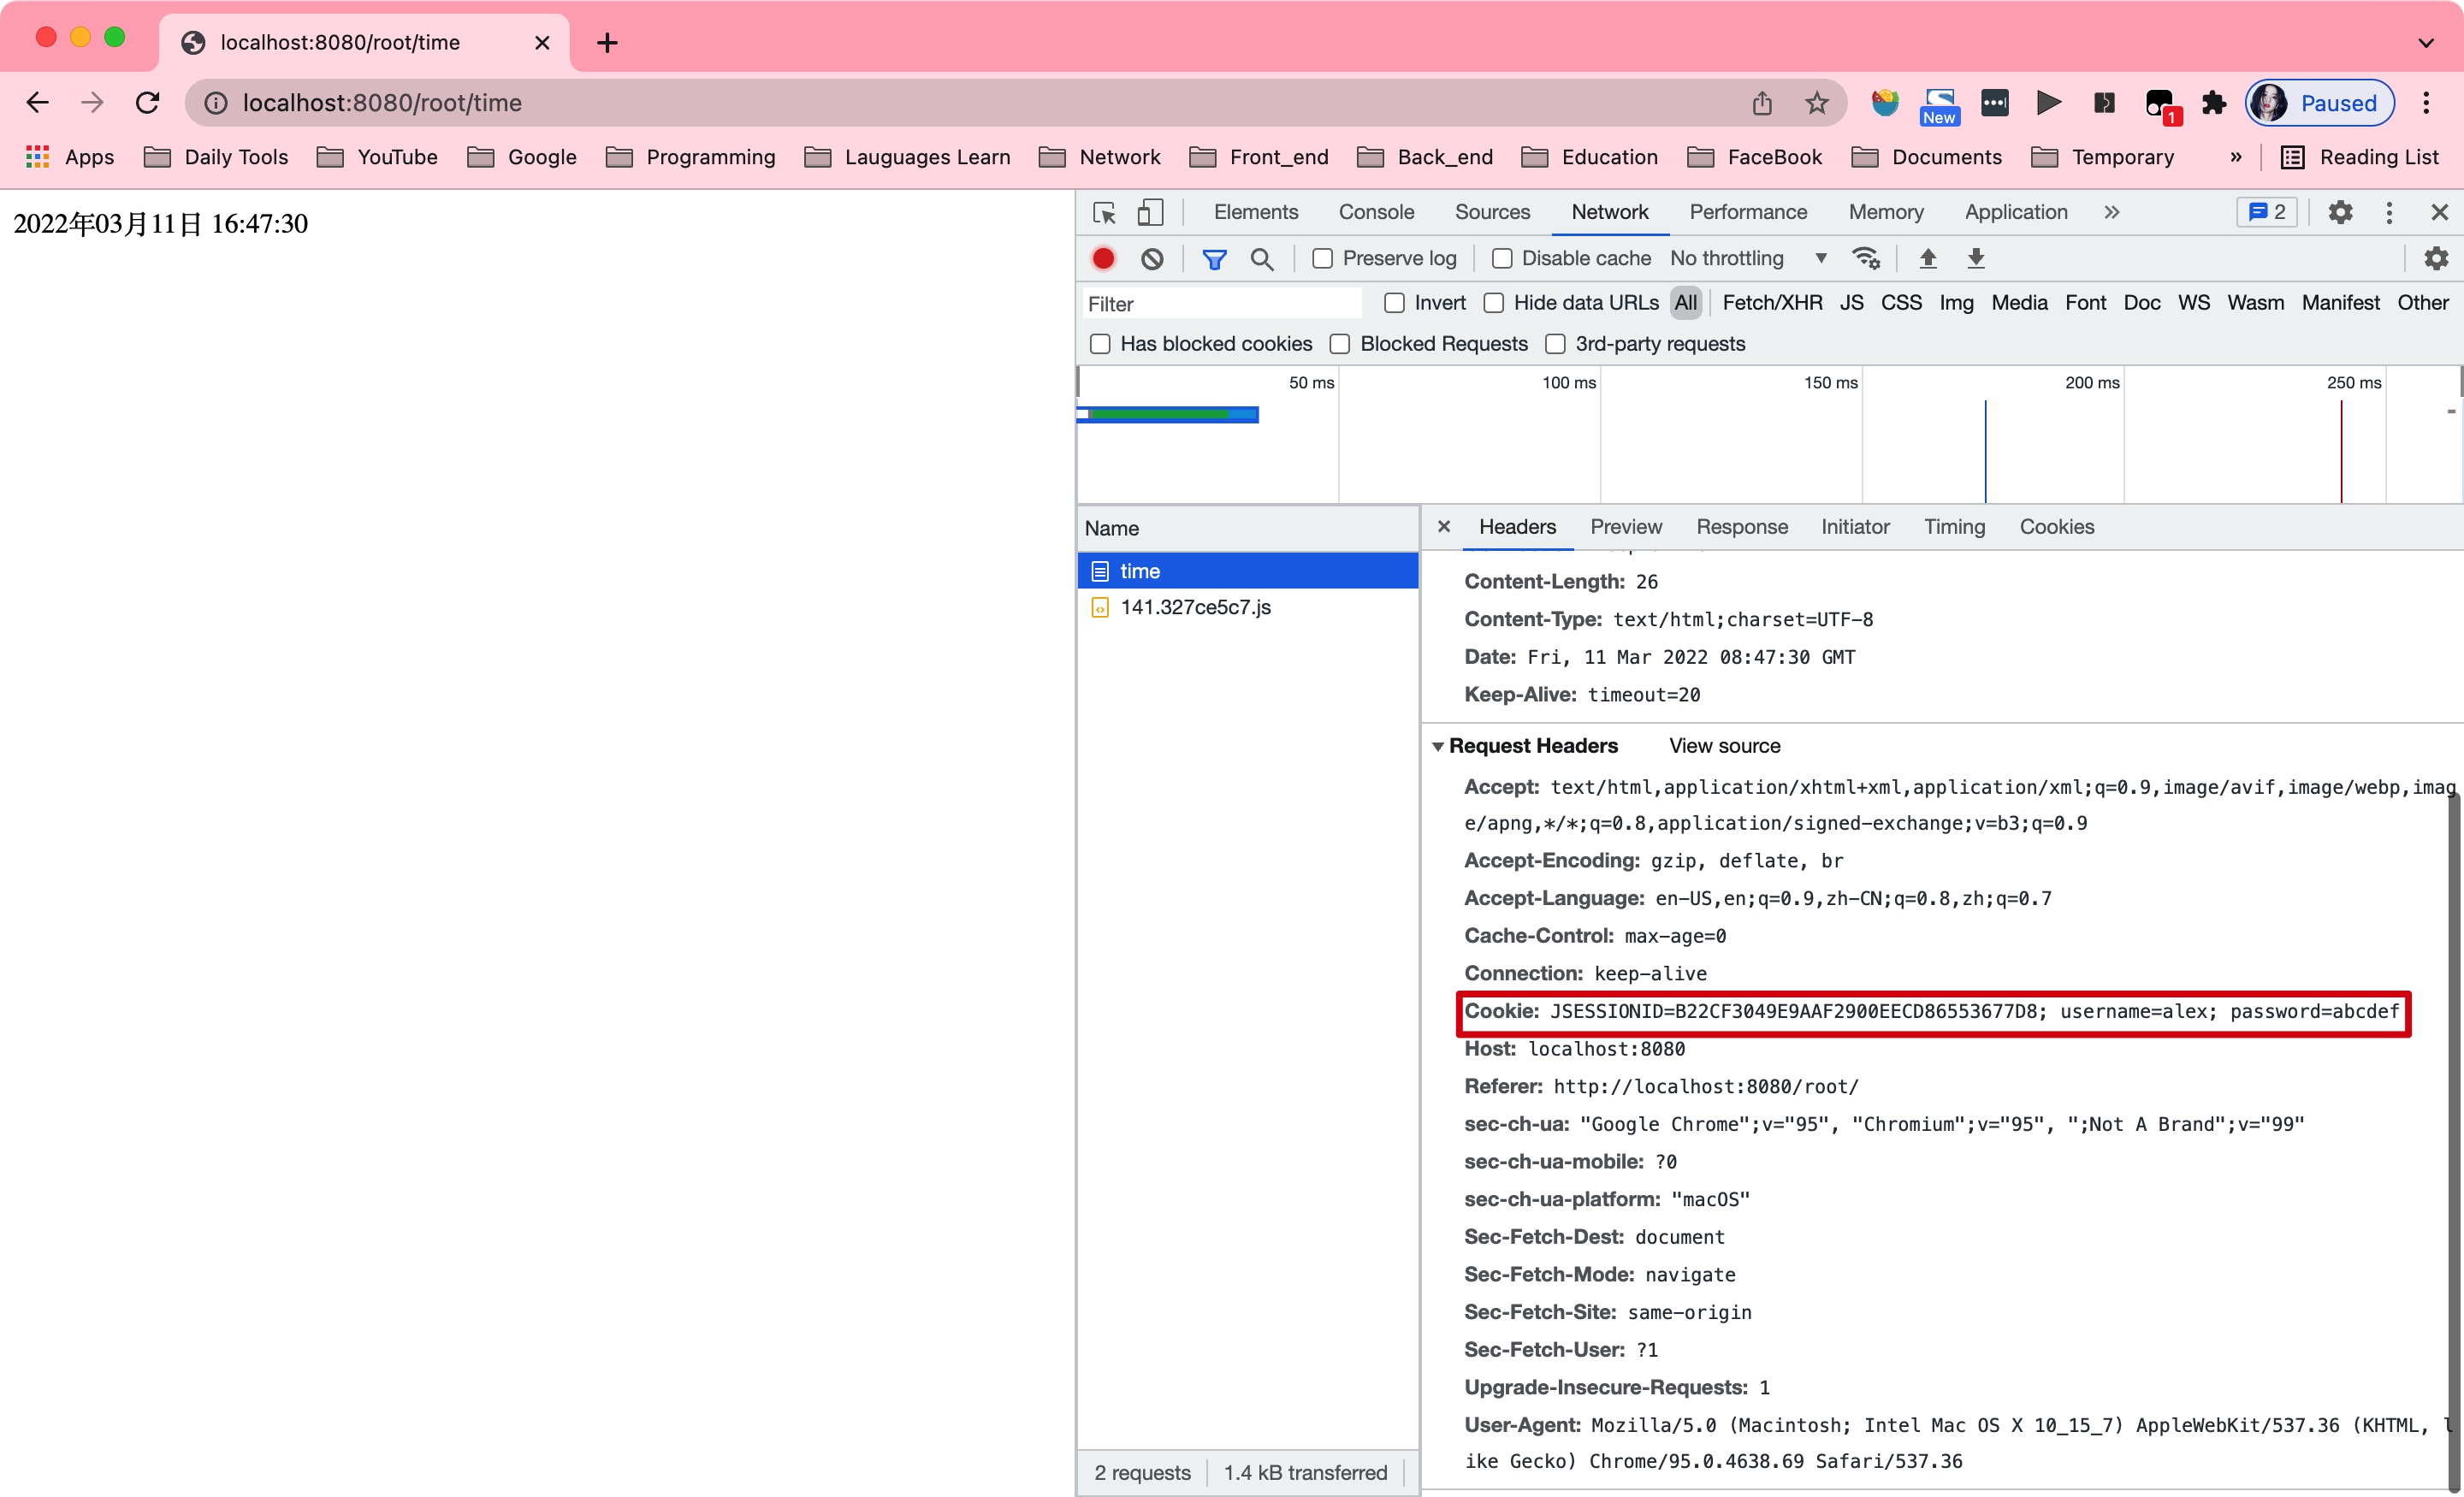 localhost:8080/root/time
localhost:8080/root/time
New
1
Paused
Apps Daily Tools YouTube Google Programming Lauguages Learn Network Front_end Back_end Education FaceBook Documents Temporary » Reading List
2022年03月11日 16:47:30
Elements Console Sources Network Performance Memory Application » 2
Preserve log Disable cache No throttling
Filter Invert Hide data URLs All Fetch/XHR JS CSS Img Media Font Doc WS Wasm Manifest Other
Has blocked cookies Blocked Requests 3rd-party requests
50 ms 100 ms 150 ms 200 ms 250 ms
Name
time
141.327ce5c7.js
2 requests 1.4 kB transferred
Headers Preview Response Initiator Timing Cookies
Content-Length: 26
Content-Type: text/html;charset=UTF-8
Date: Fri, 11 Mar 2022 08:47:30 GMT
Keep-Alive: timeout=20
Request Headers View source
Accept: text/html,application/xhtml+xml,application/xml;q=0.9,image/avif,image/webp,imag
e/apng,*/*;q=0.8,application/signed-exchange;v=b3;q=0.9
Accept-Encoding: gzip, deflate, br
Accept-Language: en-US,en;q=0.9,zh-CN;q=0.8,zh;q=0.7
Cache-Control: max-age=0
Connection: keep-alive
Cookie: JSESSIONID=B22CF3049E9AAF2900EECD86553677D8; username=alex; password=abcdef
Host: localhost:8080
Referer: http://localhost:8080/root/
sec-ch-ua: "Google Chrome";v="95", "Chromium";v="95", ";Not A Brand";v="99"
sec-ch-ua-mobile: ?0
sec-ch-ua-platform: "macOS"
Sec-Fetch-Dest: document
Sec-Fetch-Mode: navigate
Sec-Fetch-Site: same-origin
Sec-Fetch-User: ?1
Upgrade-Insecure-Requests: 1
User-Agent: Mozilla/5.0 (Macintosh; Intel Mac OS X 10_15_7) AppleWebKit/537.36 (KHTML, l
ike Gecko) Chrome/95.0.4638.69 Safari/537.36